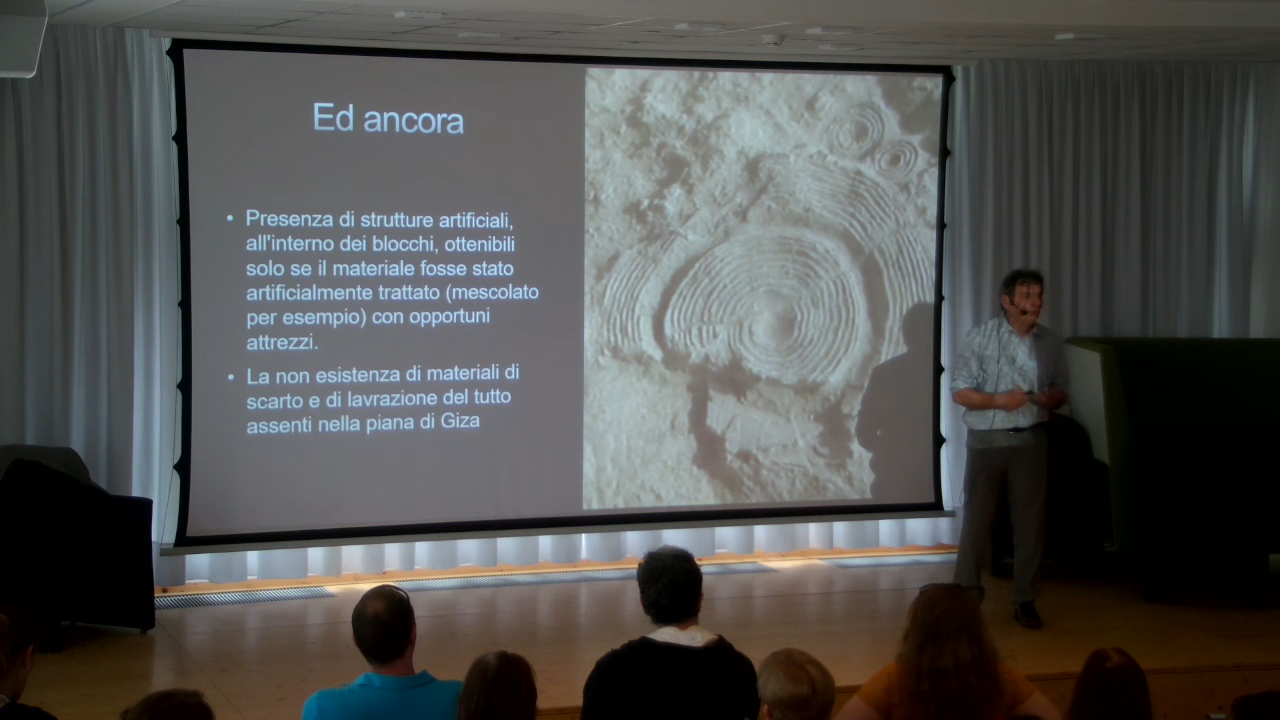 Ed ancora
• Presenza di strutture artificiali,
all'interno dei blocchi, ottenibili
solo se il materiale fosse stato
artificialmente trattato (mescolato
per esempio) con opportuni
attrezzi.
• La non esistenza di materiali di
scarto e di lavrazione del tutto
assenti nella piana di Giza